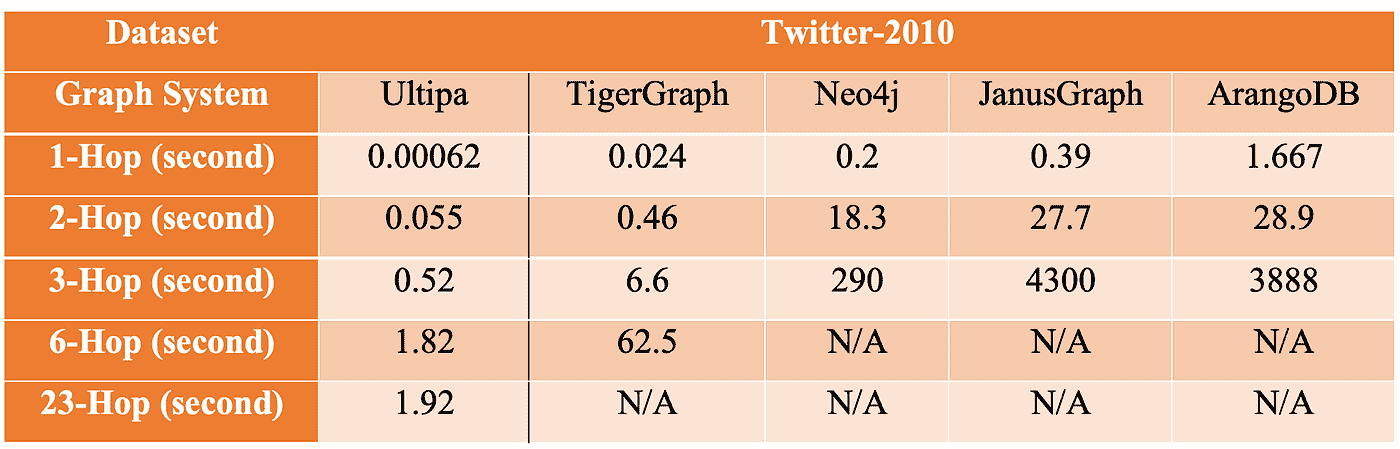 Dataset Twitter-2010
Graph System Ultipa TigerGraph Neo4j JanusGraph ArangoDB
1-Hop (second) 0.00062 0.024 0.2 0.39 1.667
2-Hop (second) 0.055 0.46 18.3 27.7 28.9
3-Hop (second) 0.52 6.6 290 4300 3888
6-Hop (second) 1.82 62.5 N/A N/A N/A
23-Hop (second) 1.92 N/A N/A N/A N/A